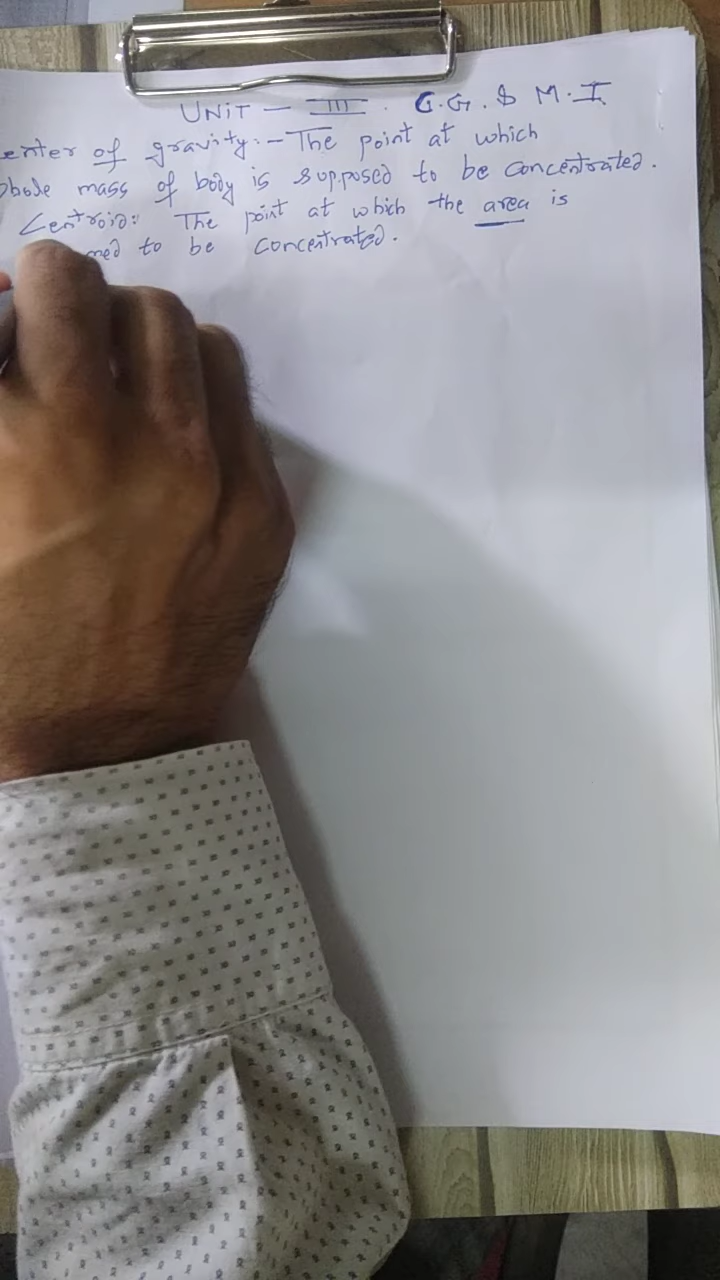 UNIT - III . C.G. & M.I
enter of gravity:- The point at which
hole mass of body is supposed to be concentrated.
Centroid: The point at which the area is
med to be concentrated.